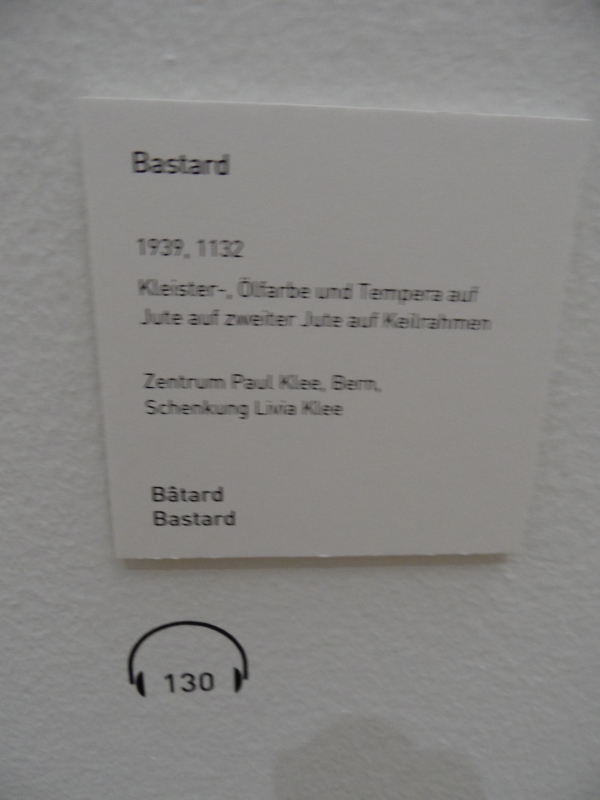 Bastard
1939, 1132
Kleister-, Ölfarbe und Tempera auf
Jute auf zweiter Jute auf Keilrahmen
Zentrum Paul Klee, Bern,
Schenkung Livia Klee
Bâtard
Bastard
130